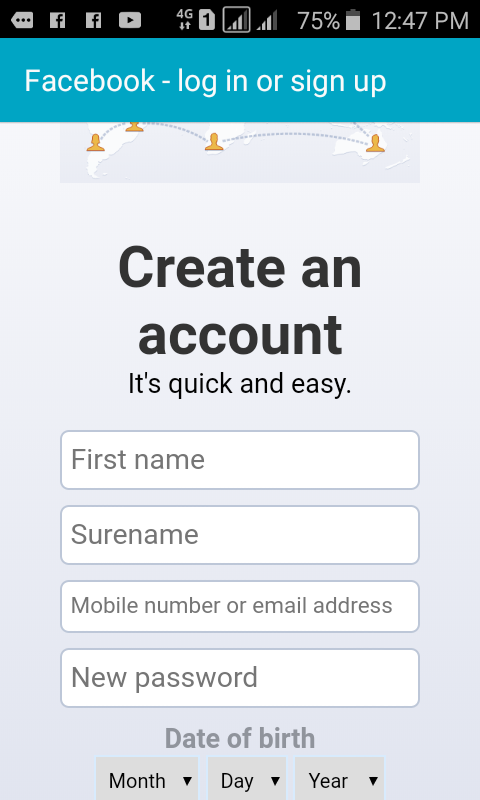 4G 1 75% 12:47 PM
Facebook - log in or sign up
Create an
account
It's quick and easy.
First name
Surename
Mobile number or email address
New password
Date of birth
Month Day Year